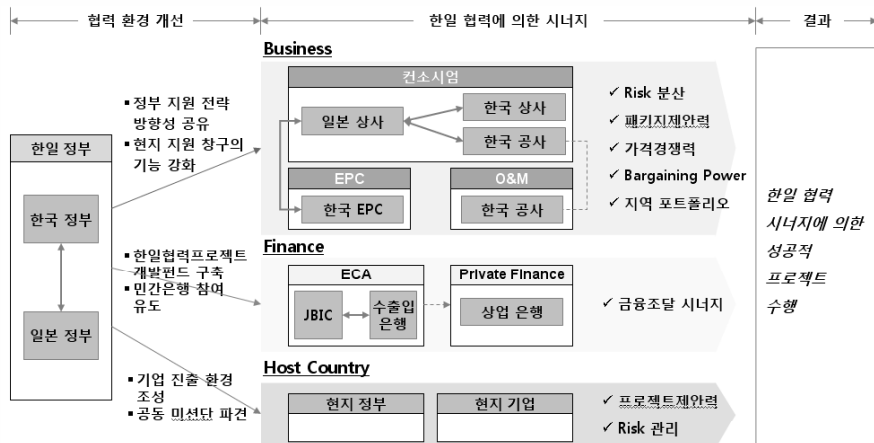 협력 환경 개선
한일 협력에 의한 시너지
결과
한일 정부
한국 정부
일본 정부
▪ 정부 지원 전략
방향성 공유
▪ 현지 지원 창구의
기능 강화
▪ 한일협력프로젝트
개발펀드 구축
▪ 민간은행 참여
유도
▪ 기업 진출 환경
조성
▪ 공동 미션단 파견
Business
컨소시엄
일본 상사
한국 상사
한국 공사
EPC
한국 EPC
O&M
한국 공사
✓ Risk 분산
✓ 패키지제안력
✓ 가격경쟁력
✓ Bargaining Power
✓ 지역 포트폴리오
Finance
ECA
JBIC
수출입
은행
Private Finance
상업 은행
✓ 금융조달 시너지
Host Country
현지 정부
현지 기업
✓ 프로젝트제안력
✓ Risk 관리
한일 협력
시너지에 의한
성공적
프로젝트
수행